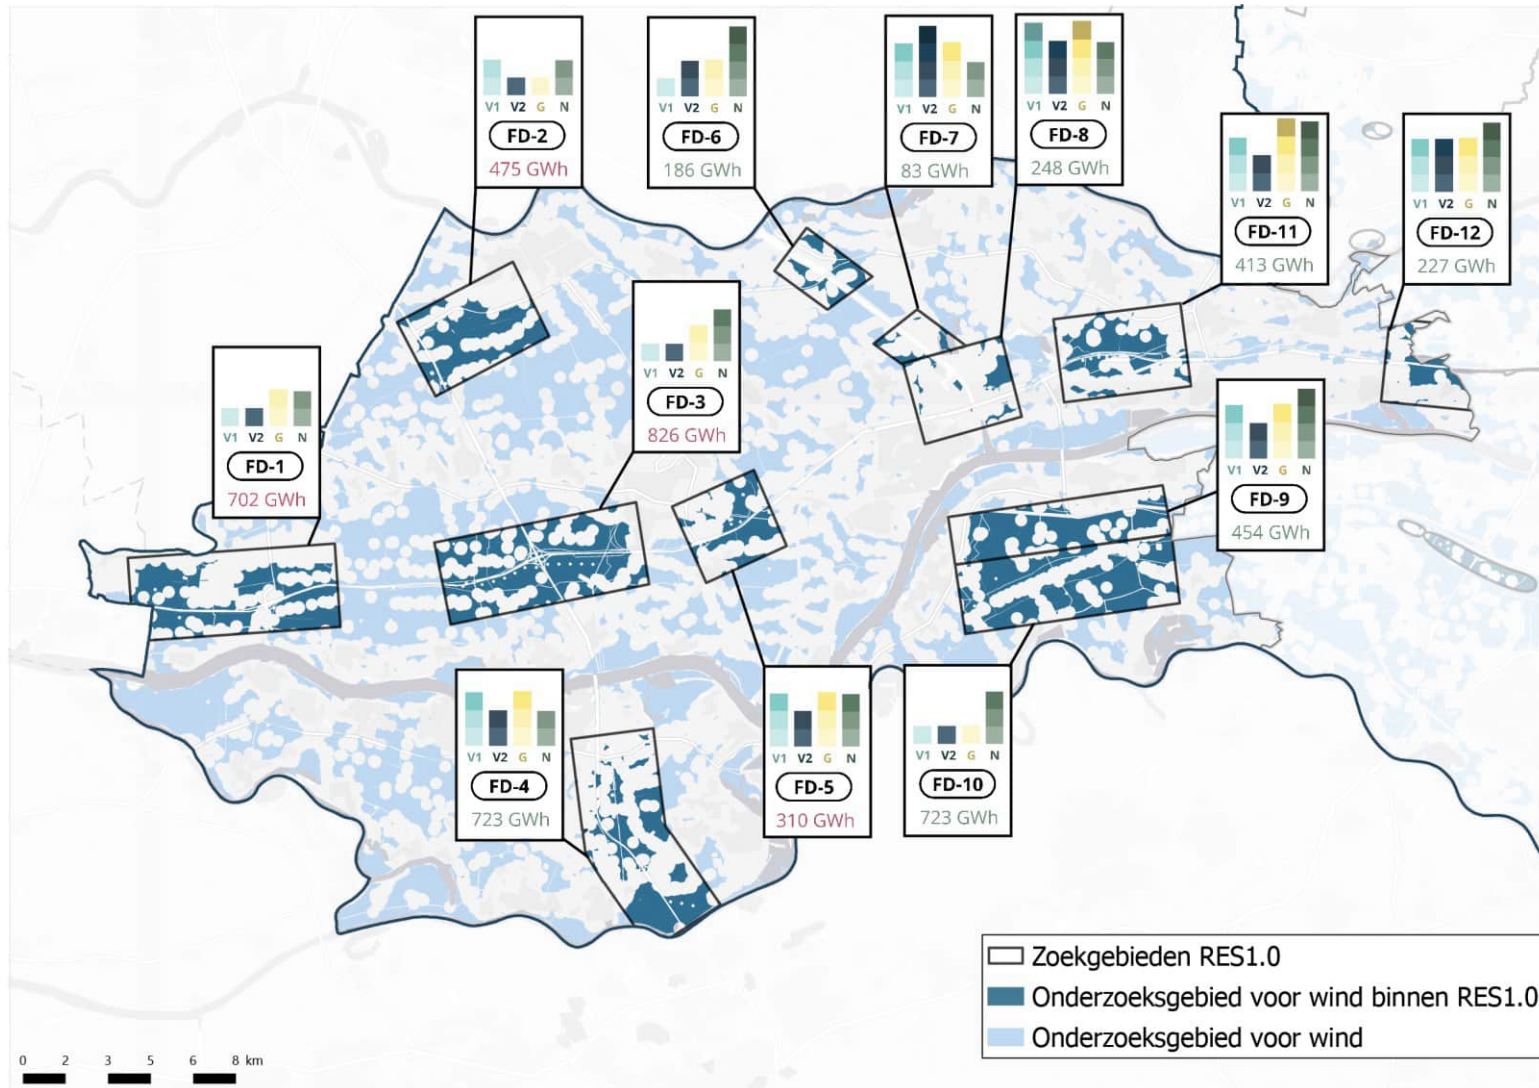 V1 V2 G N
FD-2
475 GWh
V1 V2 G N
FD-6
186 GWh
V1 V2 G N
FD-7
83 GWh
V1 V2 G N
FD-8
248 GWh
V1 V2 G N
FD-11
413 GWh
V1 V2 G N
FD-12
227 GWh
V1 V2 G N
FD-3
826 GWh
V1 V2 G N
FD-1
702 GWh
V1 V2 G N
FD-9
454 GWh
V1 V2 G N
FD-4
723 GWh
V1 V2 G N
FD-5
310 GWh
V1 V2 G N
FD-10
723 GWh
Zoekgebieden RES1.0
Onderzoeksgebied voor wind binnen RES1.0
Onderzoeksgebied voor wind
0 2 3 5 6 8 km